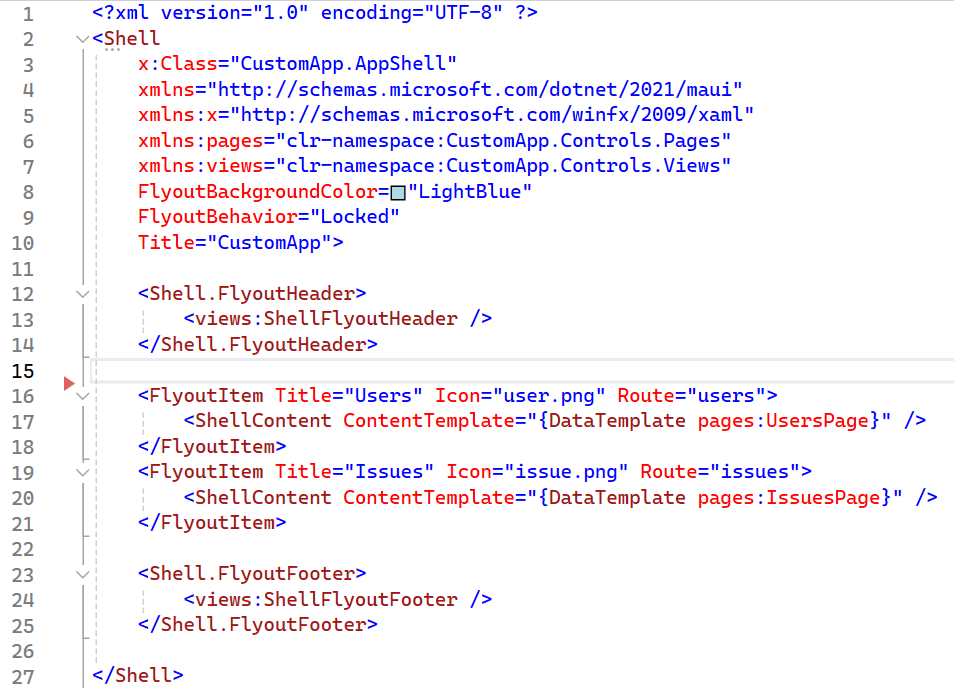 1 <?xml version="1.0" encoding="UTF-8" ?>
2 <Shell
3 x:Class="CustomApp.AppShell"
4 xmlns="http://schemas.microsoft.com/dotnet/2021/maui"
5 xmlns:x="http://schemas.microsoft.com/winfx/2009/xaml"
6 xmlns:pages="clr-namespace:CustomApp.Controls.Pages"
7 xmlns:views="clr-namespace:CustomApp.Controls.Views"
8 FlyoutBackgroundColor="LightBlue"
9 FlyoutBehavior="Locked"
10 Title="CustomApp">
11
12 <Shell.FlyoutHeader>
13 <views:ShellFlyoutHeader />
14 </Shell.FlyoutHeader>
15
16 <FlyoutItem Title="Users" Icon="user.png" Route="users">
17 <ShellContent ContentTemplate="{DataTemplate pages:UsersPage}" />
18 </FlyoutItem>
19 <FlyoutItem Title="Issues" Icon="issue.png" Route="issues">
20 <ShellContent ContentTemplate="{DataTemplate pages:IssuesPage}" />
21 </FlyoutItem>
22
23 <Shell.FlyoutFooter>
24 <views:ShellFlyoutFooter />
25 </Shell.FlyoutFooter>
26
27 </Shell>